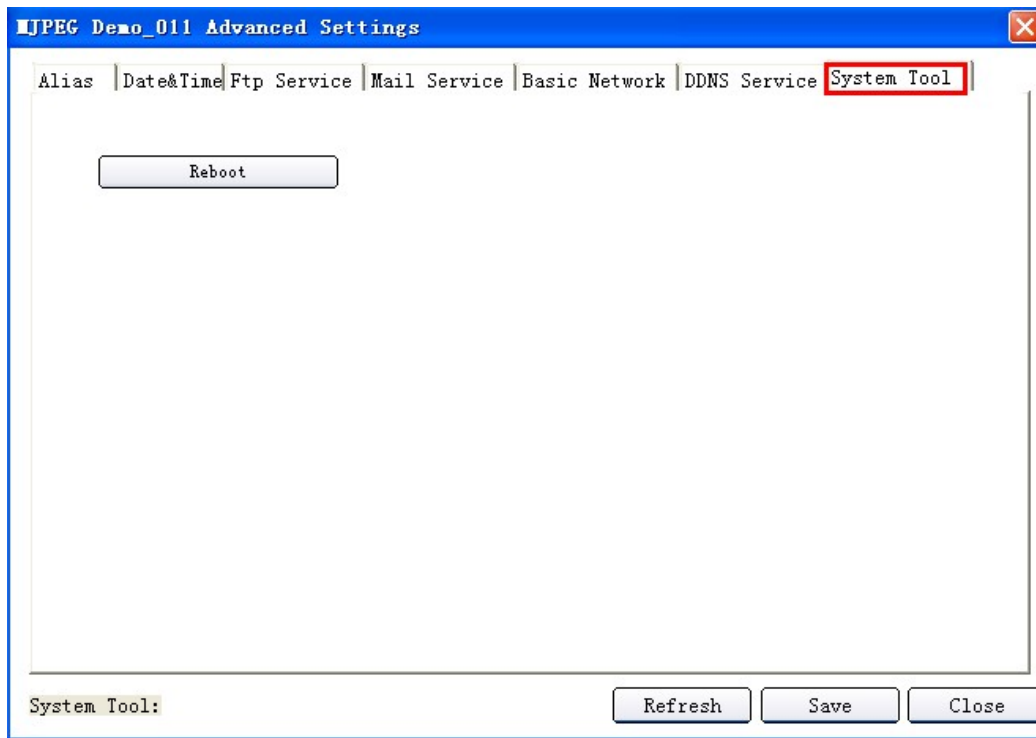 MJPEG Demo_011 Advanced Settings
Alias Date&Time Ftp Service Mail Service Basic Network DDNS Service System Tool
Reboot
System Tool: Refresh Save Close